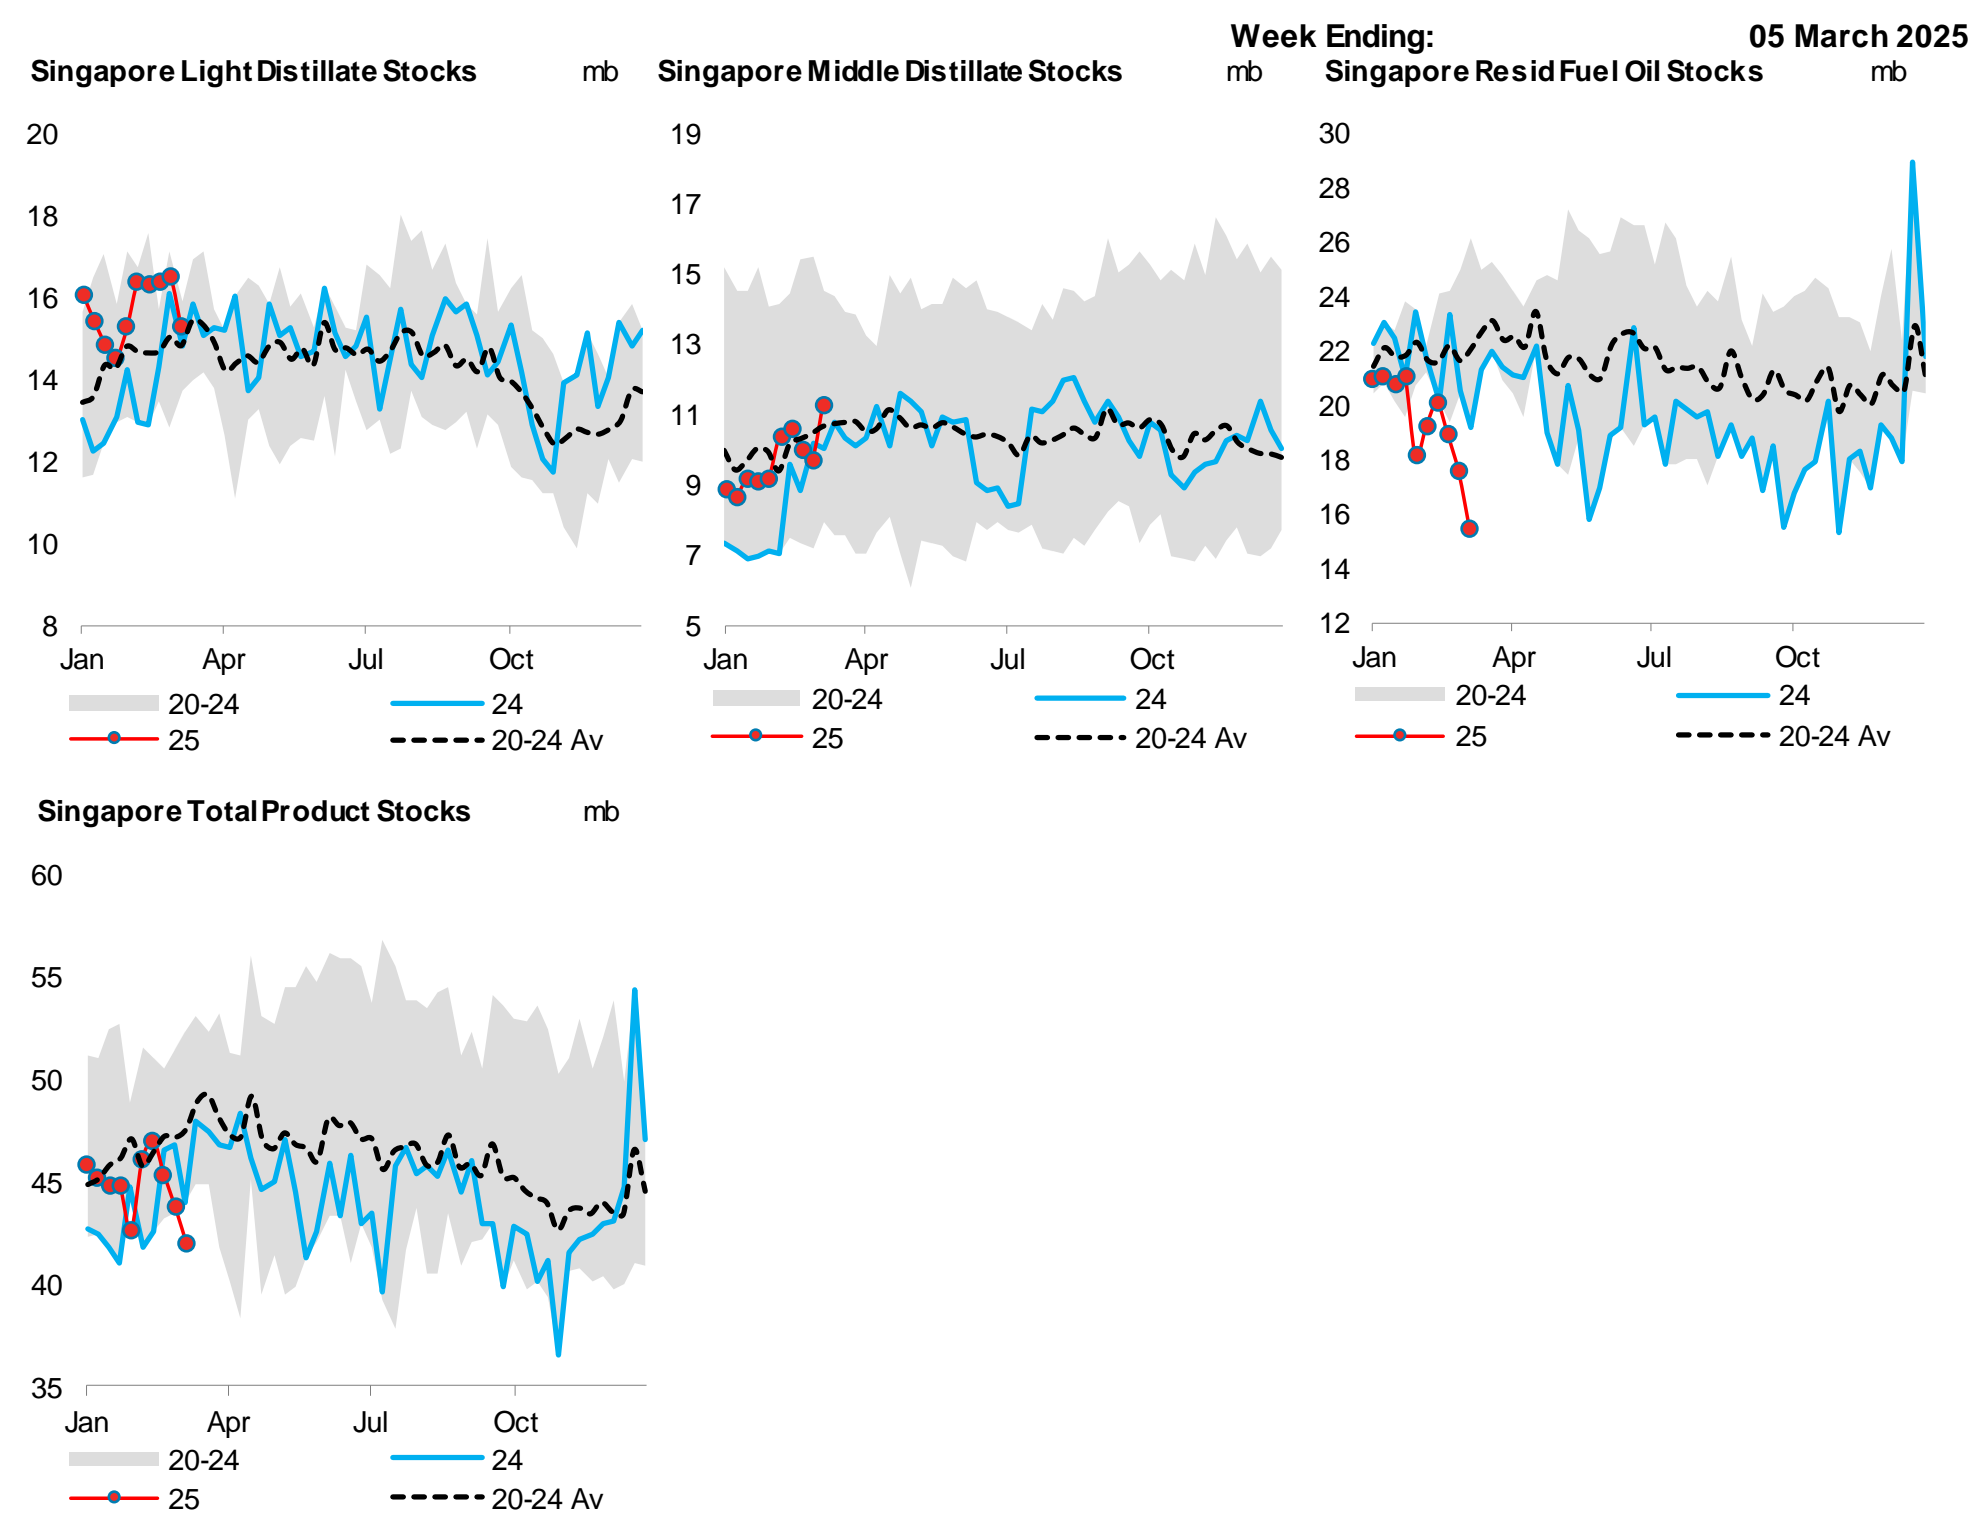 Week Ending: 05 March 2025
Singapore Light Distillate Stocks mb
20
18
16
14
12
10
8
Jan Apr Jul Oct
20-24 24
25 20-24 Av
Singapore Middle Distillate Stocks mb
19
17
15
13
11
9
7
5
Jan Apr Jul Oct
20-24 24
25 20-24 Av
Singapore Resid Fuel Oil Stocks mb
30
28
26
24
22
20
18
16
14
12
Jan Apr Jul Oct
20-24 24
25 20-24 Av
Singapore Total Product Stocks mb
60
55
50
45
40
35
Jan Apr Jul Oct
20-24 24
25 20-24 Av